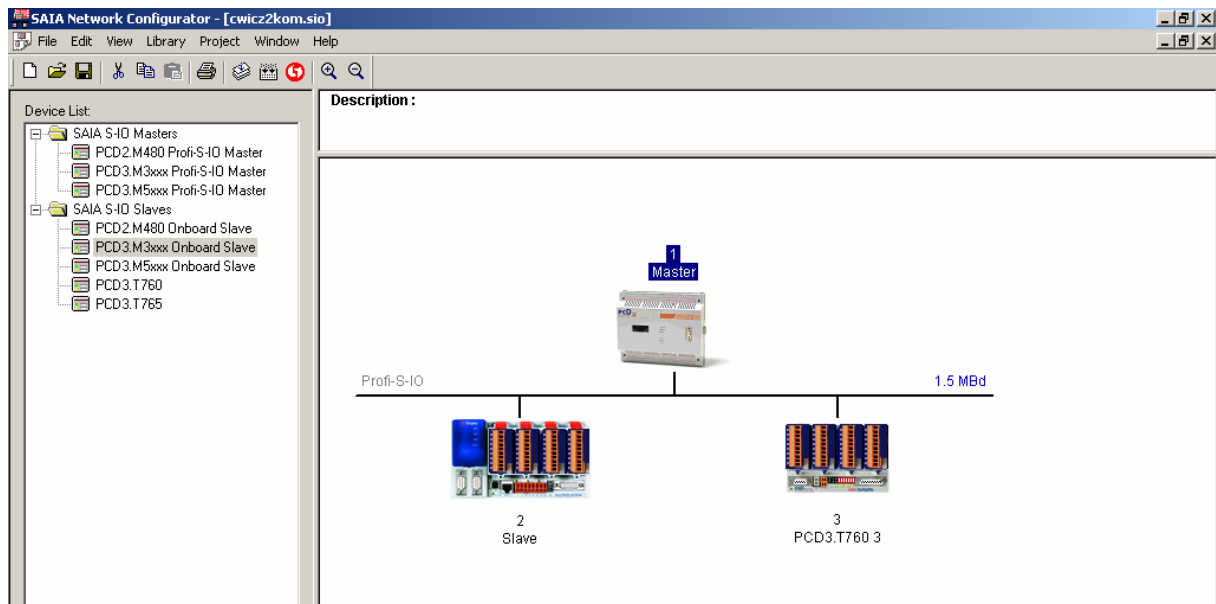 SAIA Network Configurator - [cwicz2kom.sio]
File Edit View Library Project Window Help
Device List:
Description :
SAIA S-IO Masters
PCD2.M480 Profi-S-IO Master
PCD3.M3xxx Profi-S-IO Master
PCD3.M5xxx Profi-S-IO Master
SAIA S-IO Slaves
PCD2.M480 Onboard Slave
PCD3.M3xxx Onboard Slave
PCD3.M5xxx Onboard Slave
PCD3.T760
PCD3.T765
1
Master
Profi-S-IO
1.5 MBd
2
Slave
3
PCD3.T760 3